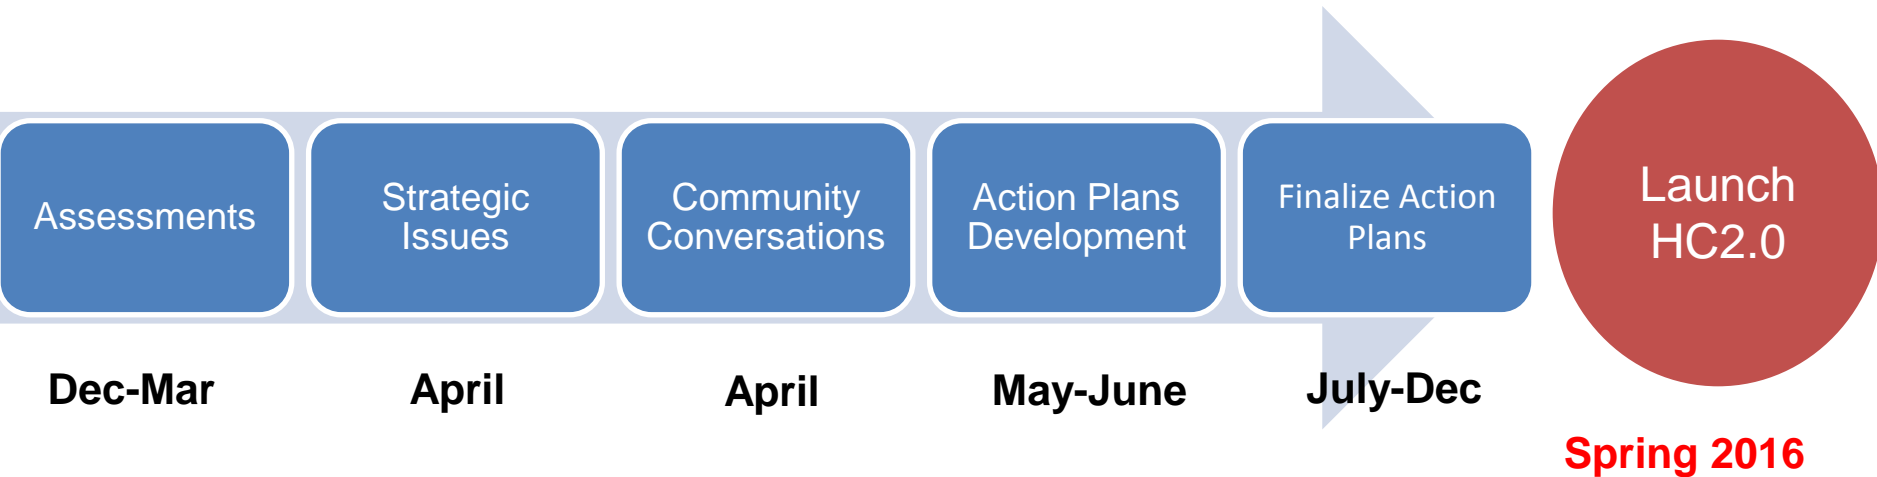 Assessments
Strategic
Issues
Community
Conversations
Action Plans
Development
Finalize Action
Plans
Launch
HC2.0
Dec-Mar
April
April
May-June
July-Dec
Spring 2016